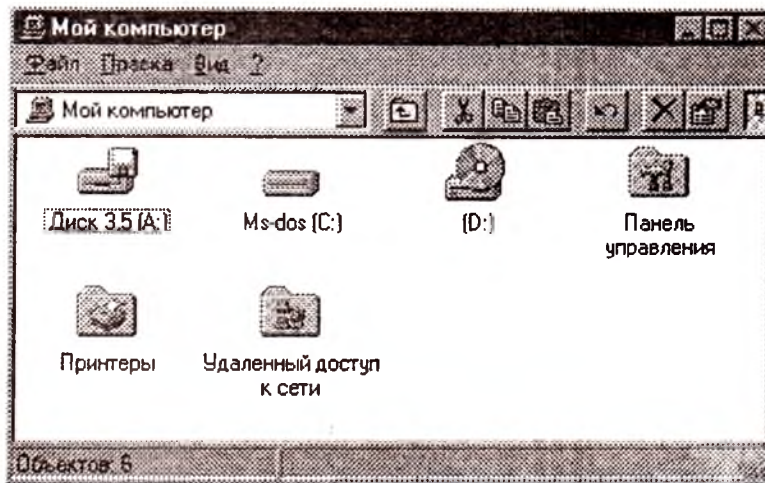 Мой компьютер
Файл Правка Вид ?
Мой компьютер
Диск 3.5 (A:) Ms-dos (C:) (D:) Панель
управления
Принтеры Удаленный доступ
к сети
Объектов: 6